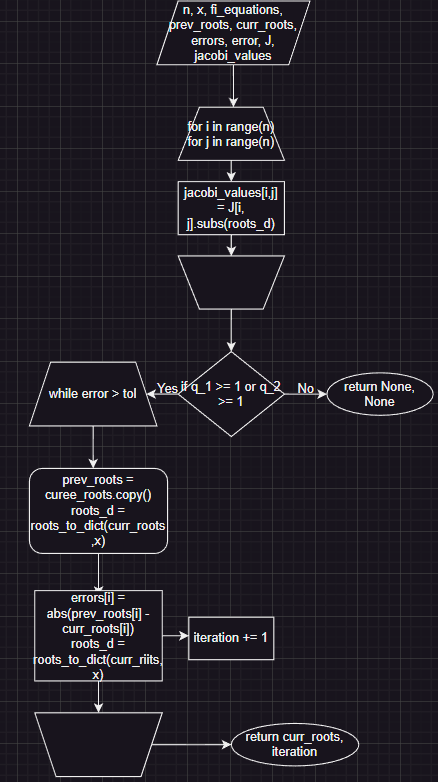 n, x, fi_equations,
prev_roots, curr_roots,
errors, error, J,
jacobi_values
for i in range(n)
for j in range(n)
jacobi_values[i,j]
= J[i,
j].subs(roots_d)
if q_1 >= 1 or q_2
>= 1
Yes
No
return None,
None
while error > tol
prev_roots =
curee_roots.copy()
roots_d =
roots_to_dict(curr_roots
,x)
errors[i] =
abs(prev_roots[i] -
curr_roots[i])
roots_d =
roots_to_dict(curr_riits,
x)
iteration += 1
return curr_roots,
iteration